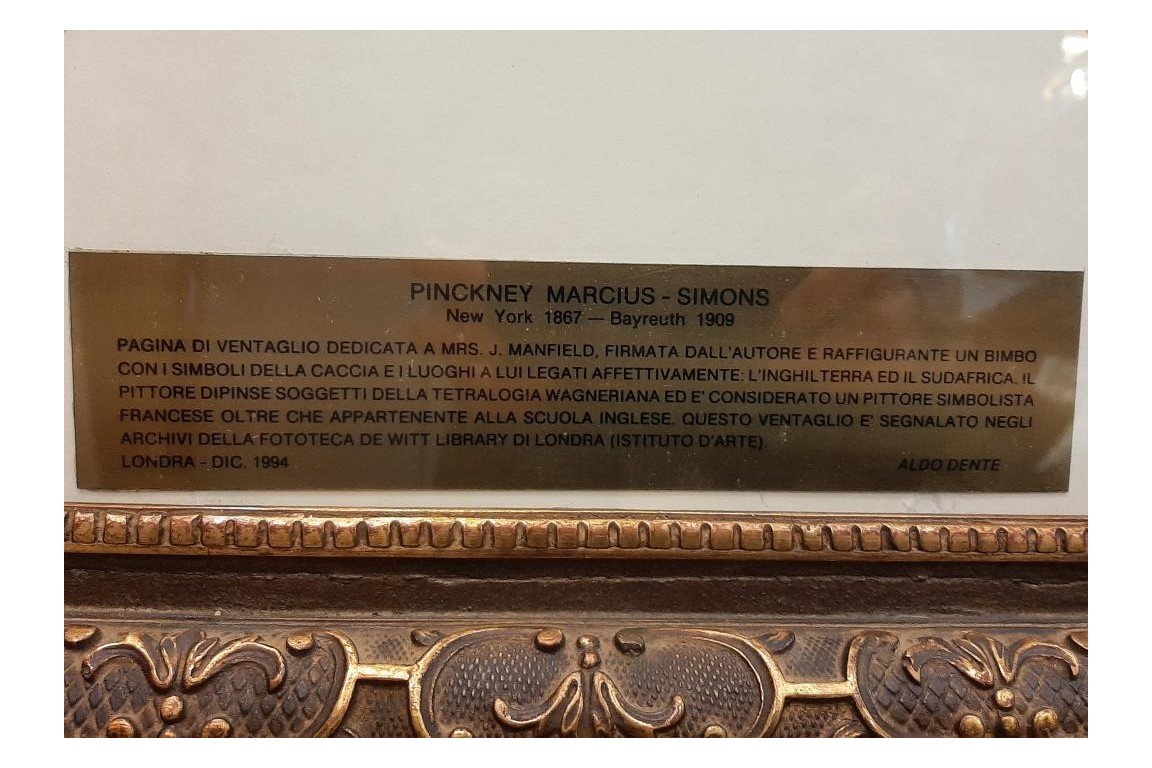 PINCKNEY MARCIUS - SIMONS
New York 1867 — Bayreuth 1909
PAGINA DI VENTAGLIO DEDICATA A MRS. J. MANFIELD, FIRMATA DALL'AUTORE E RAFFIGURANTE UN BIMBO
CON I SIMBOLI DELLA CACCIA E I LUOGHI A LUI LEGATI AFFETTIVAMENTE: L'INGHILTERRA ED IL SUDAFRICA. IL
PITTORE DIPINSE SOGGETTI DELLA TETRALOGIA WAGNERIANA ED E' CONSIDERATO UN PITTORE SIMBOLISTA
FRANCESE OLTRE CHE APPARTENENTE ALLA SCUOLA INGLESE. QUESTO VENTAGLIO E' SEGNALATO NEGLI
ARCHIVI DELLA FOTOTECA DE WITT LIBRARY DI LONDRA (ISTITUTO D'ARTE).
LONDRA - DIC. 1994 ALDO DENTE